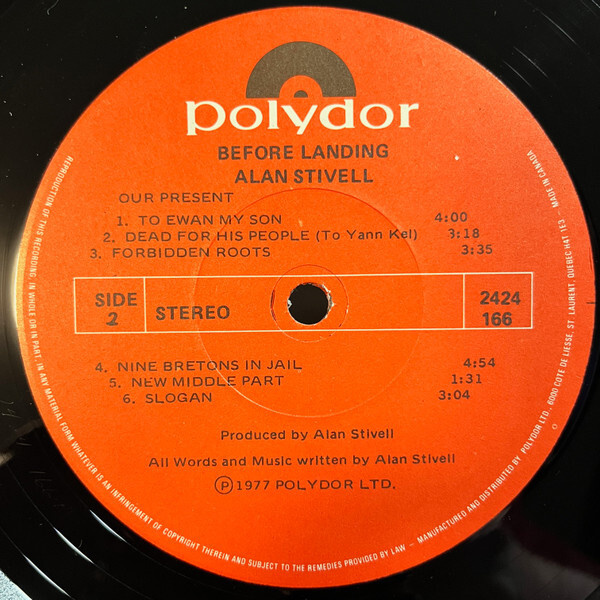 polydor
BEFORE LANDING
ALAN STIVELL
OUR PRESENT
1. TO EWAN MY SON 4:00
2. DEAD FOR HIS PEOPLE (To Yann Kel) 3:18
3. FORBIDDEN ROOTS 3:35
SIDE 2
STEREO
2424 166
4. NINE BRETONS IN JAIL 4:54
5. NEW MIDDLE PART 1:31
6. SLOGAN 3:04
Produced by Alan Stivell
All Words and Music written by Alan Stivell
℗ 1977 POLYDOR LTD.
REPRODUCTION OF THIS RECORDING, IN WHOLE OR IN PART, IN ANY MATERIAL FORM WHATEVER IS AN INFRINGEMENT OF COPYRIGHT THEREIN AND SUBJECT TO THE REMEDIES PROVIDED BY LAW – MANUFACTURED AND DISTRIBUTED BY POLYDOR LTD. 6000 COTE DE LIESSE, ST. LAURENT, QUEBEC H4T 1E3 – MADE IN CANADA